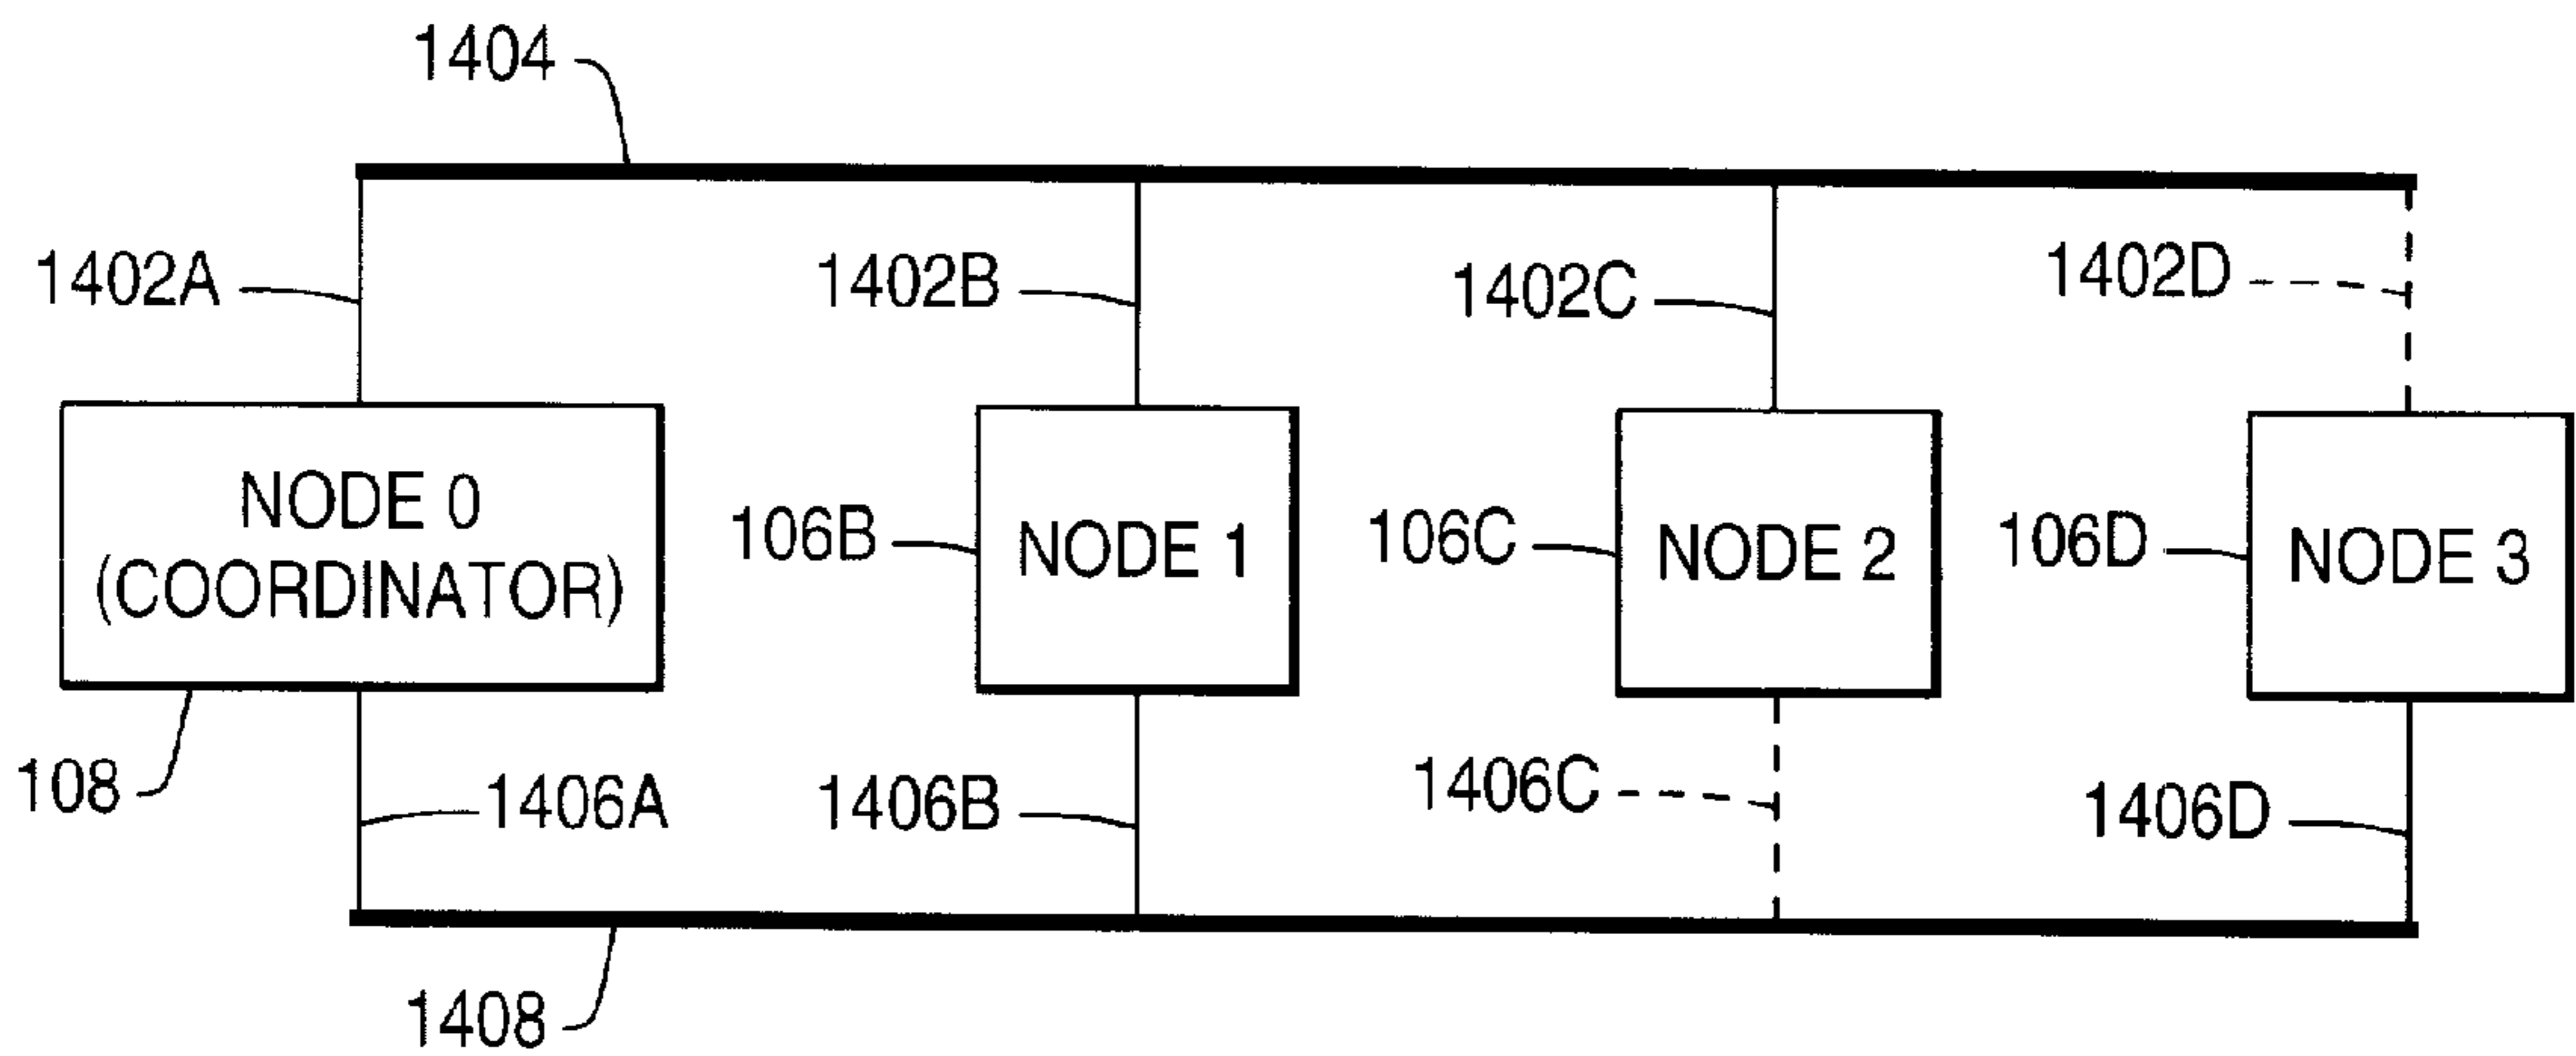 1404
1402A
1402B
1402C
1402D
NODE 0
(COORDINATOR)
106B
NODE 1
106C
NODE 2
106D
NODE 3
108
1406A
1406B
1406C
1406D
1408